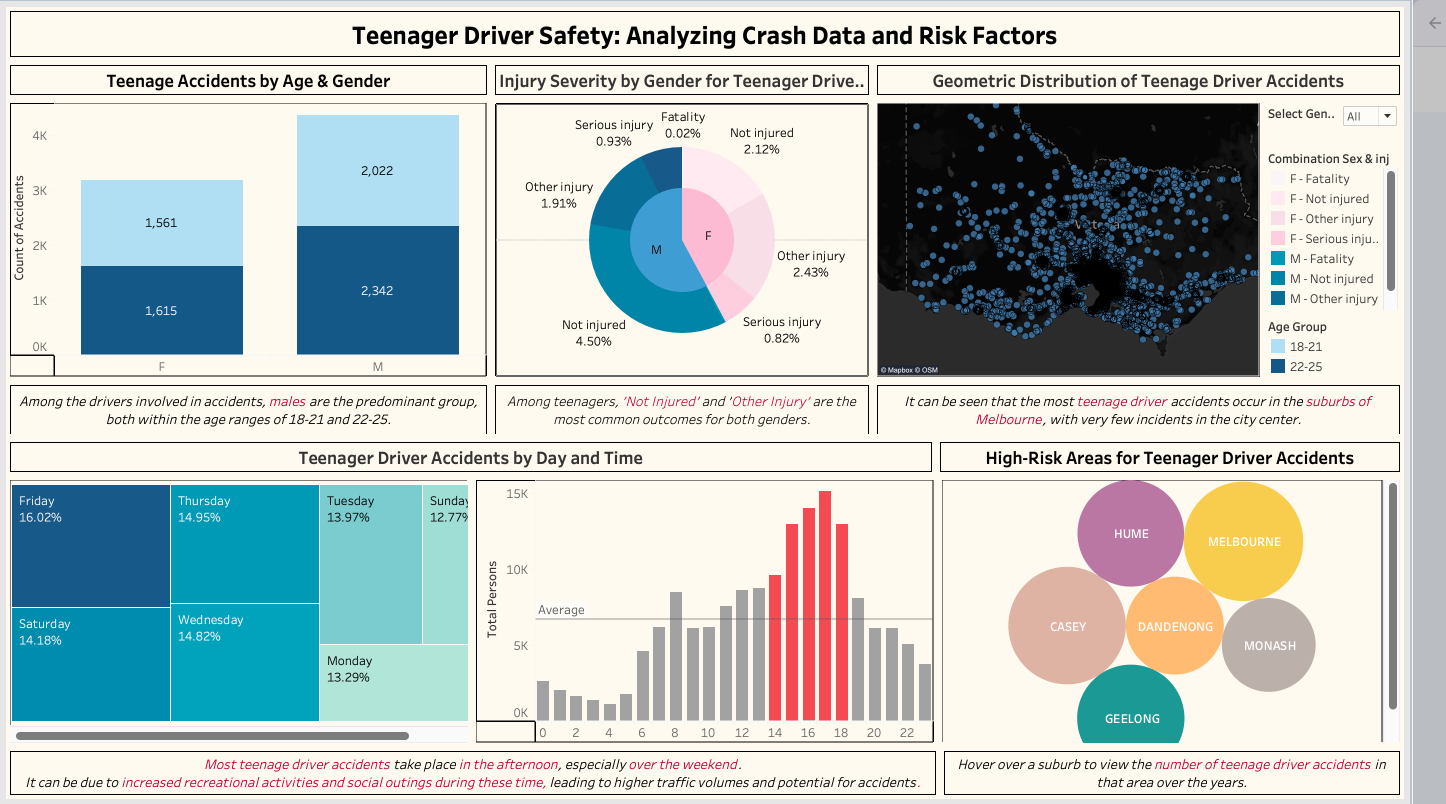 Teenager Driver Safety: Analyzing Crash Data and Risk Factors
Teenage Accidents by Age & Gender
Count of Accidents
4K
3K
2K
1K
0K
1,561
1,615
2,022
2,342
F
M
Among the drivers involved in accidents, males are the predominant group,
both within the age ranges of 18-21 and 22-25.
Injury Severity by Gender for Teenager Drive..
Fatality
0.02%
Serious injury
0.93%
Not injured
2.12%
Other injury
1.91%
M
F
Other injury
2.43%
Not injured
4.50%
Serious injury
0.82%
Among teenagers, 'Not Injured' and 'Other Injury' are the
most common outcomes for both genders.
Geometric Distribution of Teenage Driver Accidents
© Mapbox © OSM
Select Gen..
All
Combination Sex & inj
F - Fatality
F - Not injured
F - Other injury
F - Serious inju..
M - Fatality
M - Not injured
M - Other injury
Age Group
18-21
22-25
It can be seen that the most teenage driver accidents occur in the suburbs of
Melbourne, with very few incidents in the city center.
Teenager Driver Accidents by Day and Time
Friday
16.02%
Saturday
14.18%
Thursday
14.95%
Wednesday
14.82%
Tuesday
13.97%
Sunday
12.77%
Monday
13.29%
Total Persons
15K
10K
5K
0K
Average
0 2 4 6 8 10 12 14 16 18 20 22
Most teenage driver accidents take place in the afternoon, especially over the weekend.
It can be due to increased recreational activities and social outings during these time, leading to higher traffic volumes and potential for accidents.
High-Risk Areas for Teenager Driver Accidents
HUME
MELBOURNE
CASEY
DANDENONG
MONASH
GEELONG
Hover over a suburb to view the number of teenage driver accidents in
that area over the years.